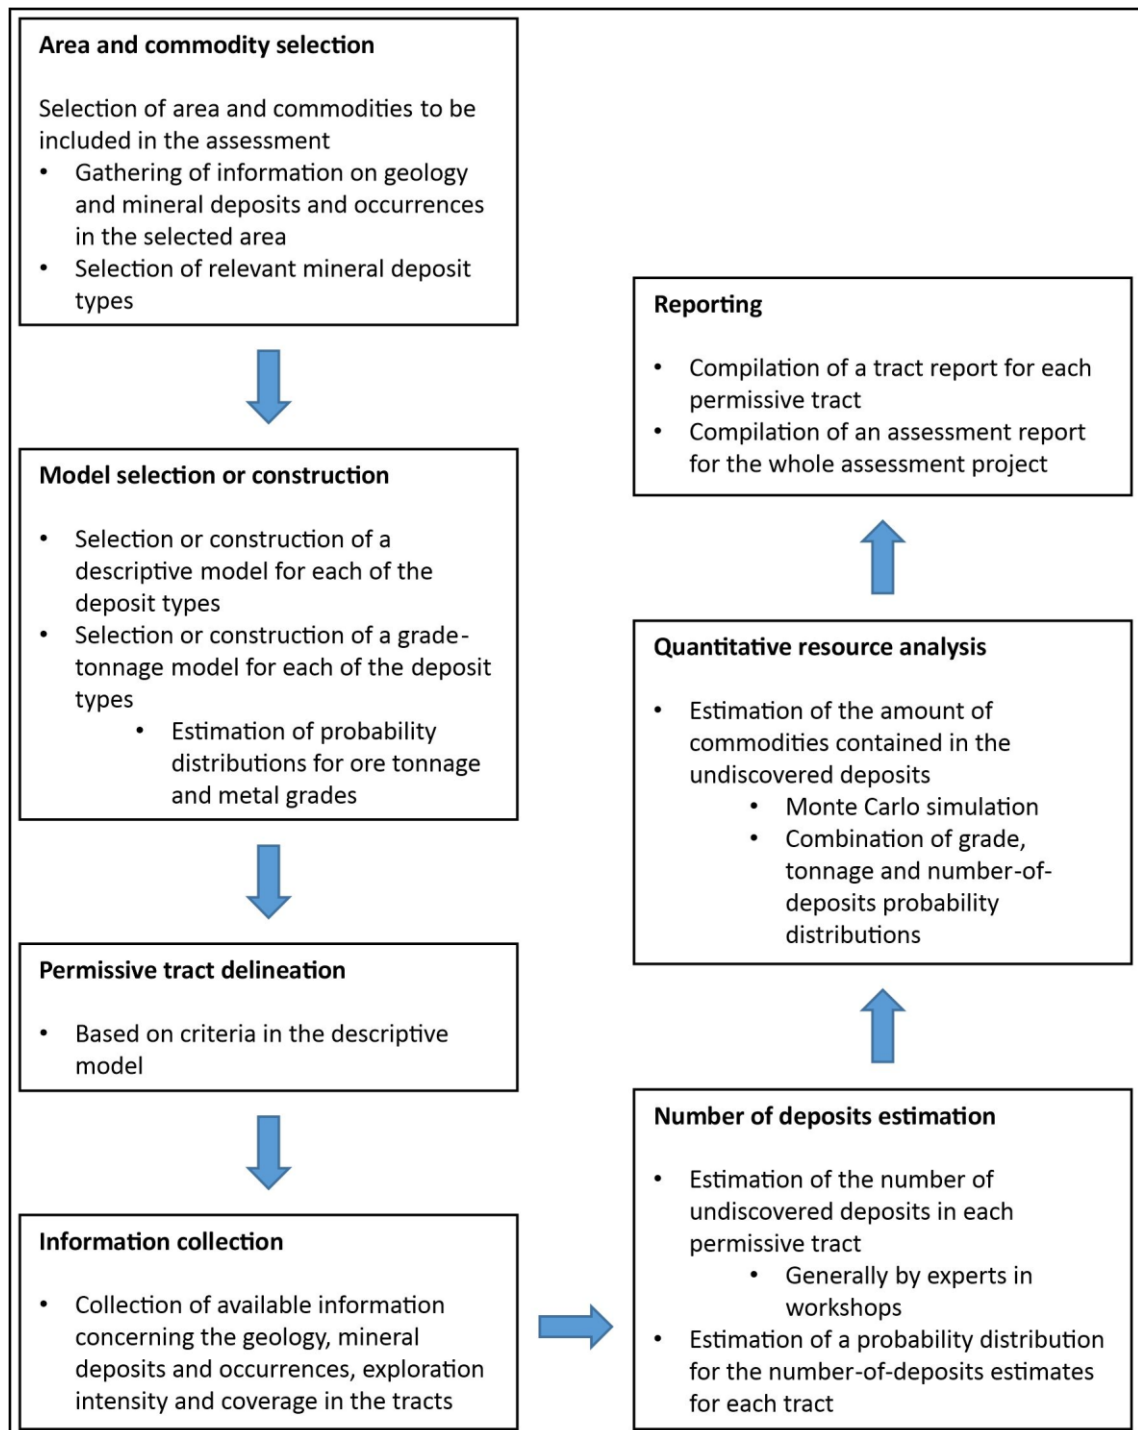 Area and commodity selection
Selection of area and commodities to be
included in the assessment
• Gathering of information on geology
and mineral deposits and occurrences
in the selected area
• Selection of relevant mineral deposit
types
Model selection or construction
• Selection or construction of a
descriptive model for each of the
deposit types
• Selection or construction of a grade-
tonnage model for each of the deposit
types
• Estimation of probability
distributions for ore tonnage
and metal grades
Permissive tract delineation
• Based on criteria in the descriptive
model
Information collection
• Collection of available information
concerning the geology, mineral
deposits and occurrences, exploration
intensity and coverage in the tracts
Number of deposits estimation
• Estimation of the number of
undiscovered deposits in each
permissive tract
• Generally by experts in
workshops
• Estimation of a probability distribution
for the number-of-deposits estimates
for each tract
Quantitative resource analysis
• Estimation of the amount of
commodities contained in the
undiscovered deposits
• Monte Carlo simulation
• Combination of grade,
tonnage and number-of-
deposits probability
distributions
Reporting
• Compilation of a tract report for each
permissive tract
• Compilation of an assessment report
for the whole assessment project